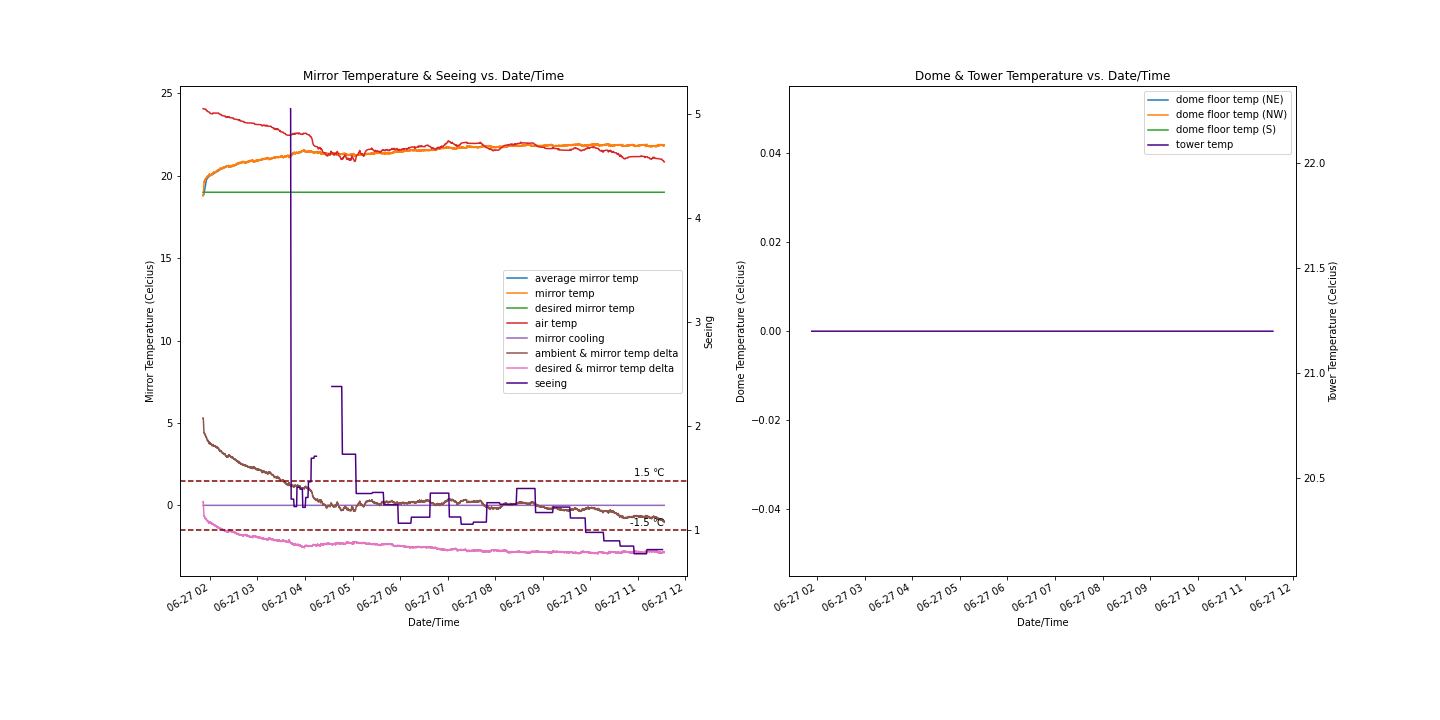 Mirror Temperature & Seeing vs. Date/Time
Mirror Temperature (Celcius)
25
20
15
10
5
0
5
4
3
2
1
Seeing
average mirror temp
mirror temp
desired mirror temp
air temp
mirror cooling
ambient & mirror temp delta
desired & mirror temp delta
seeing
1.5 ℃
-1.5 ℃
06-27 02
06-27 03
06-27 04
06-27 05
06-27 06
06-27 07
06-27 08
06-27 09
06-27 10
06-27 11
06-27 12
Date/Time
Dome & Tower Temperature vs. Date/Time
Dome Temperature (Celcius)
0.04
0.02
0.00
−0.02
−0.04
dome floor temp (NE)
dome floor temp (NW)
dome floor temp (S)
tower temp
22.0
21.5
21.0
20.5
Tower Temperature (Celcius)
06-27 02
06-27 03
06-27 04
06-27 05
06-27 06
06-27 07
06-27 08
06-27 09
06-27 10
06-27 11
06-27 12
Date/Time